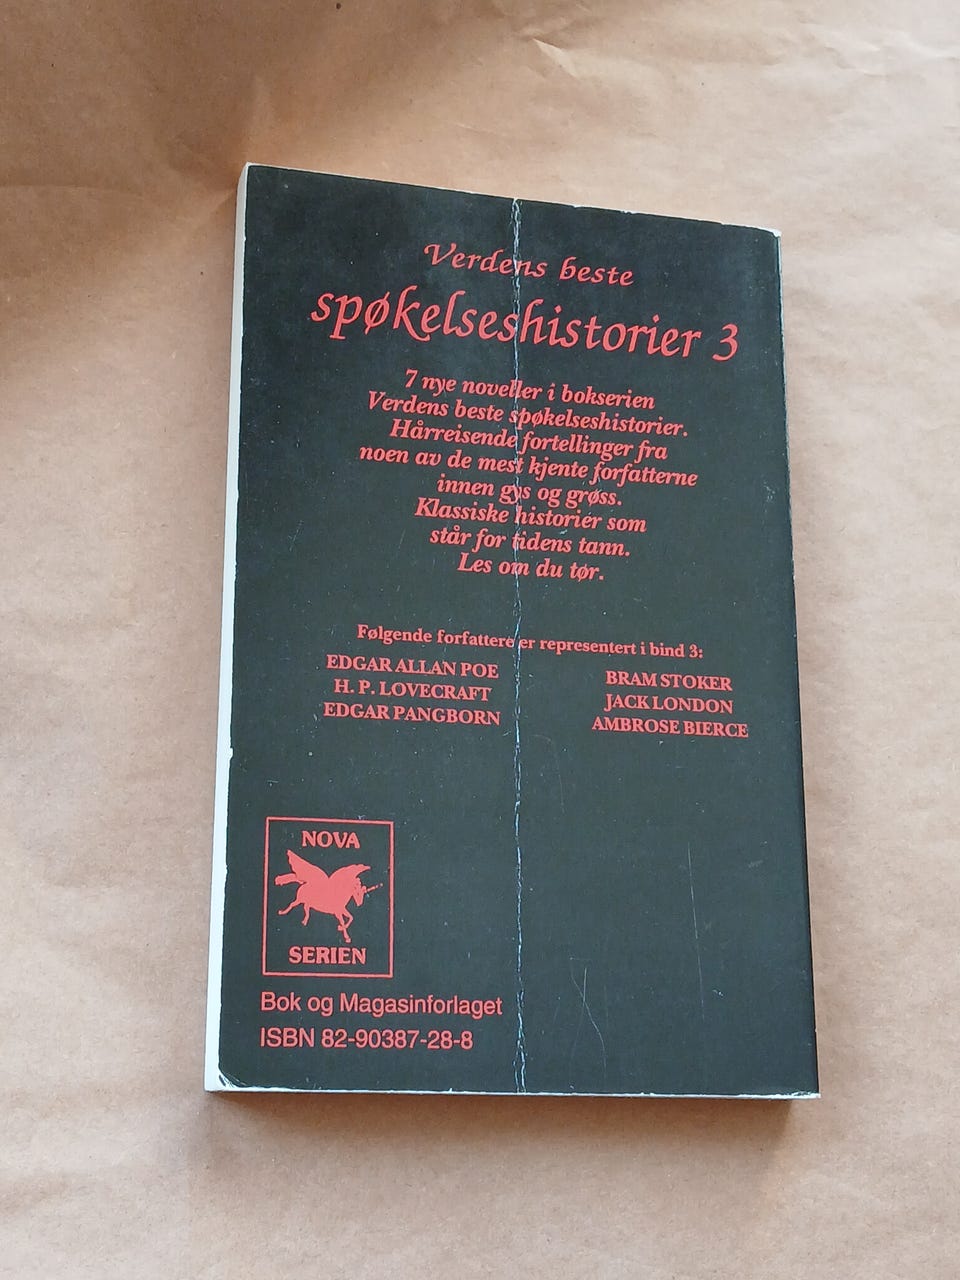 Verdens beste
spøkelseshistorier 3
7 nye noveller i bokserien
Verdens beste spøkelseshistorier.
Hårreisende fortellinger fra
noen av de mest kjente forfatterne
innen gys og grøss.
Klassiske historier som
står for tidens tann.
Les om du tør.
Følgende forfattere er representert i bind 3:
EDGAR ALLAN POE
H. P. LOVECRAFT
EDGAR PANGBORN
BRAM STOKER
JACK LONDON
AMBROSE BIERCE
NOVA
SERIEN
Bok og Magasinforlaget
ISBN 82-90387-28-8